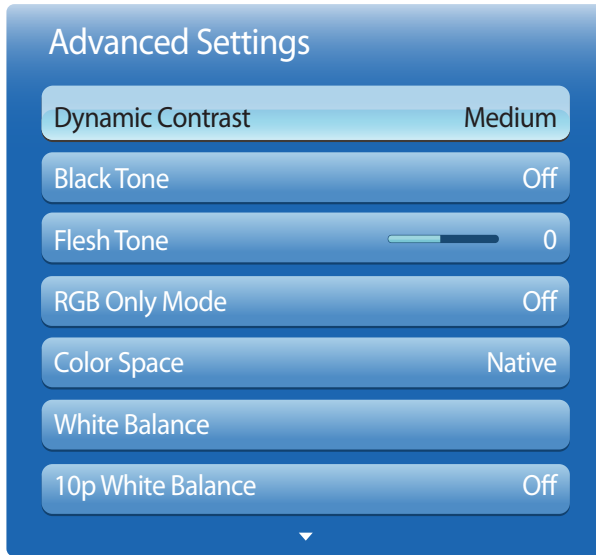 Advanced Settings
Dynamic Contrast Medium
Black Tone Off
Flesh Tone 0
RGB Only Mode Off
Color Space Native
White Balance
10p White Balance Off